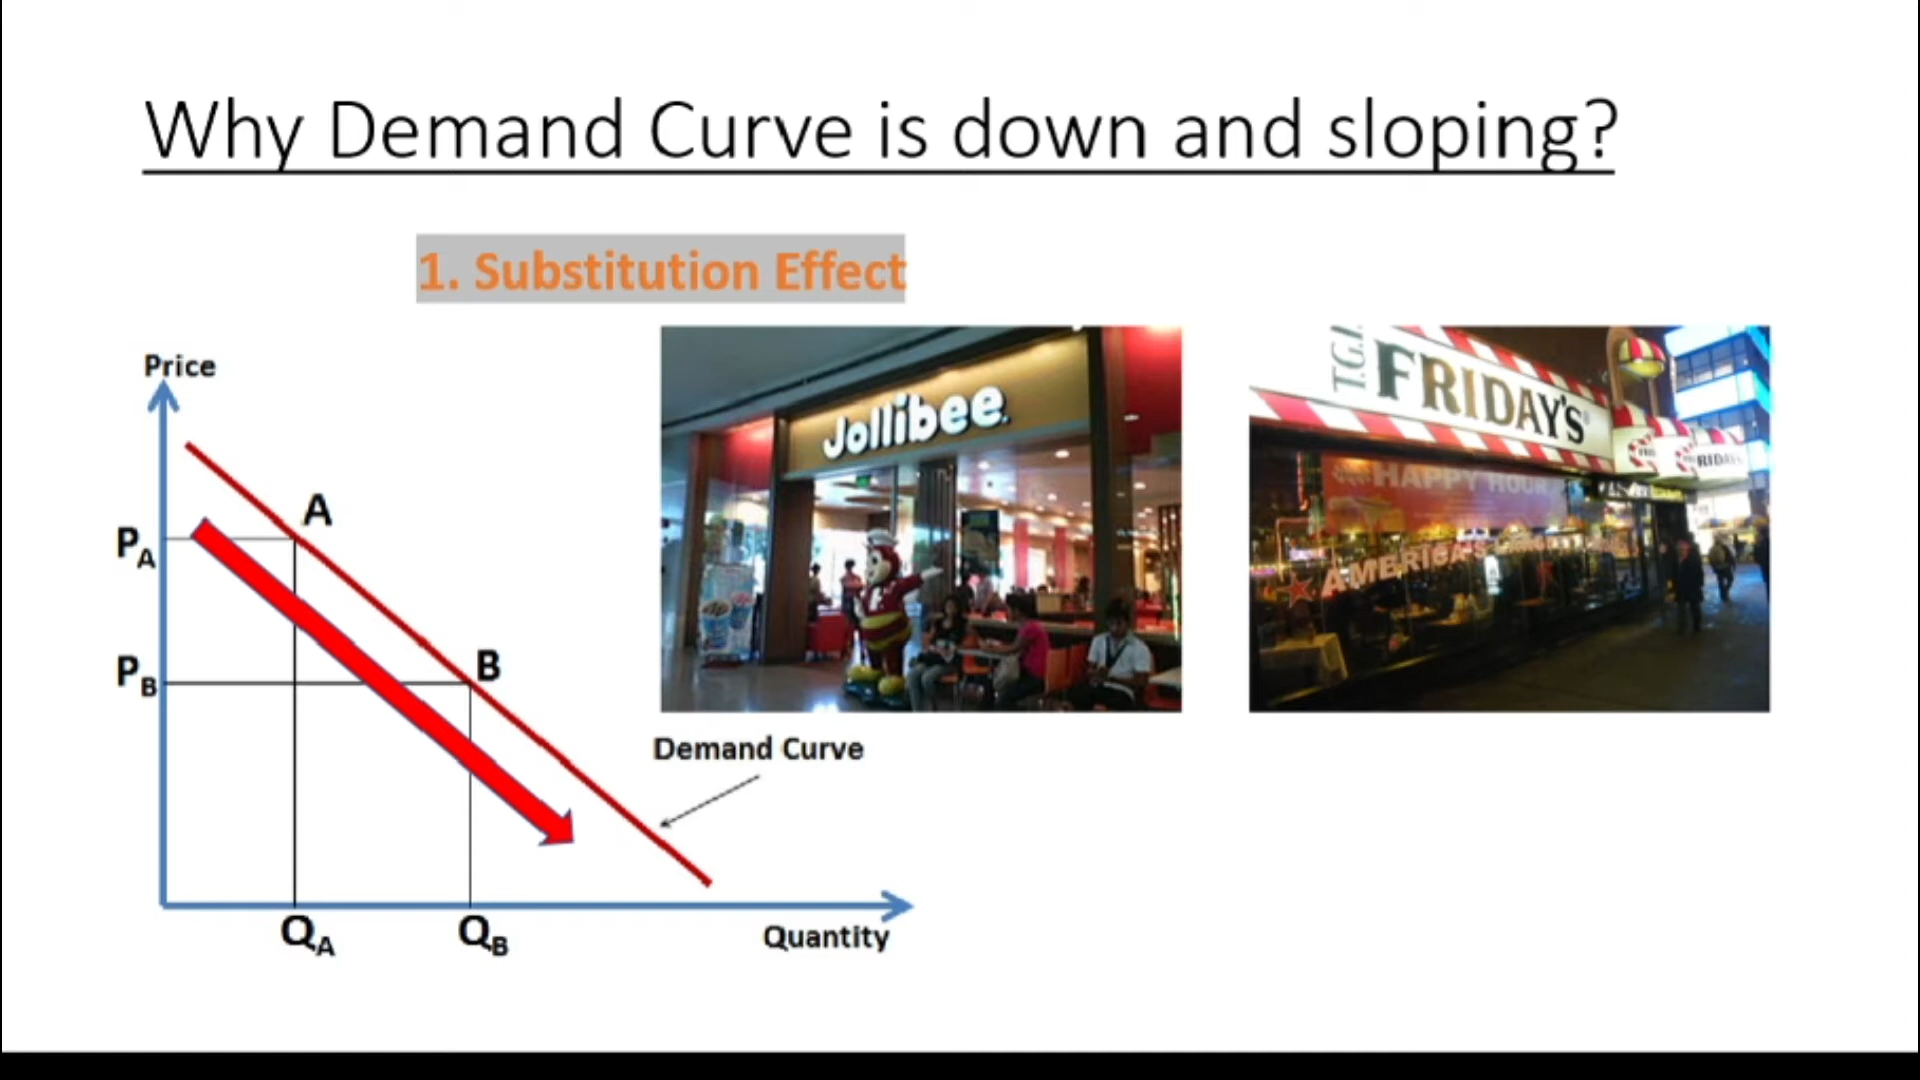 Why Demand Curve is down and sloping?
1. Substitution Effect
Price
Jollibee
T.G.I.
FRIDAY'S
HAPPY HOUR
AMERICA'S
A
PA
B
PB
Demand Curve
QA
QB
Quantity